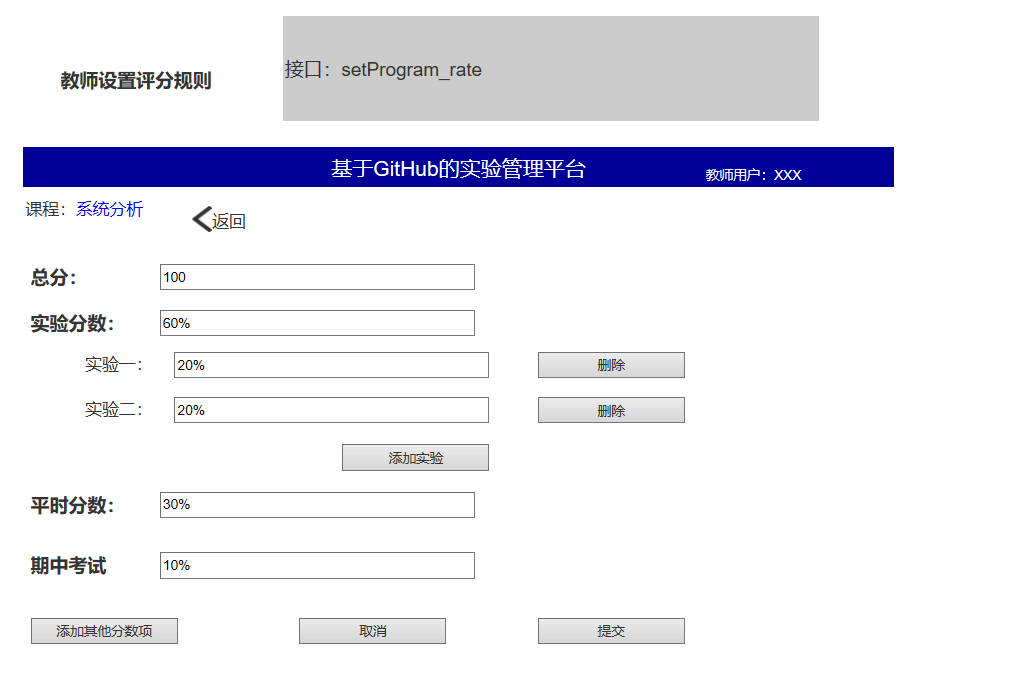 教师设置评分规则
接口：setProgram_rate
基于GitHub的实验管理平台
教师用户：XXX
课程：系统分析
返回
总分：
100
实验分数：
60%
实验一：
20%
删除
实验二：
20%
删除
添加实验
平时分数：
30%
期中考试
10%
添加其他分数项
取消
提交